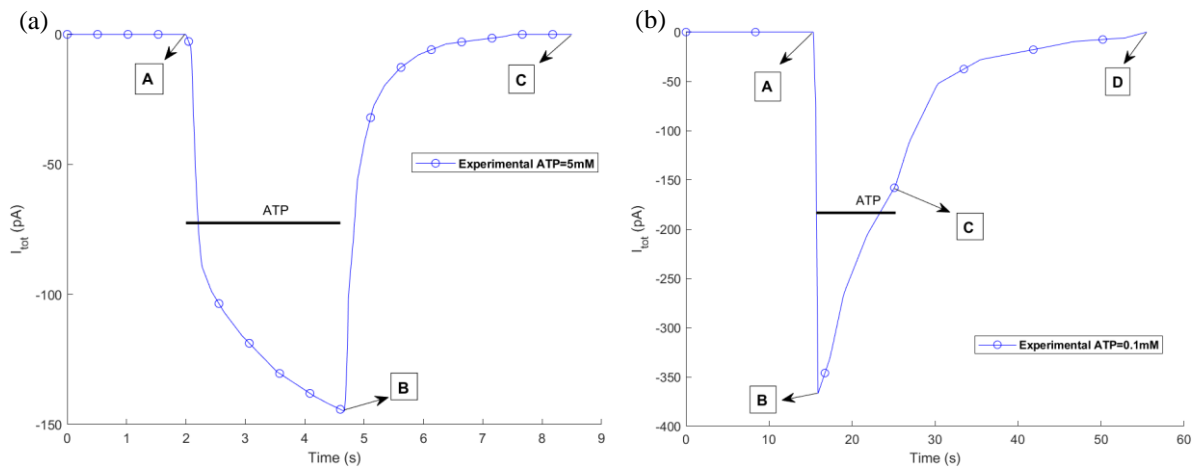 (a)
0
-50
-100
-150
I_tot (pA)
A
C
B
ATP
Experimental ATP=5mM
0 1 2 3 4 5 6 7 8 9
Time (s)
(b)
0
-50
-100
-150
-200
-250
-300
-350
-400
I_tot (pA)
A
D
ATP
C
B
Experimental ATP=0.1mM
0 10 20 30 40 50 60
Time (s)